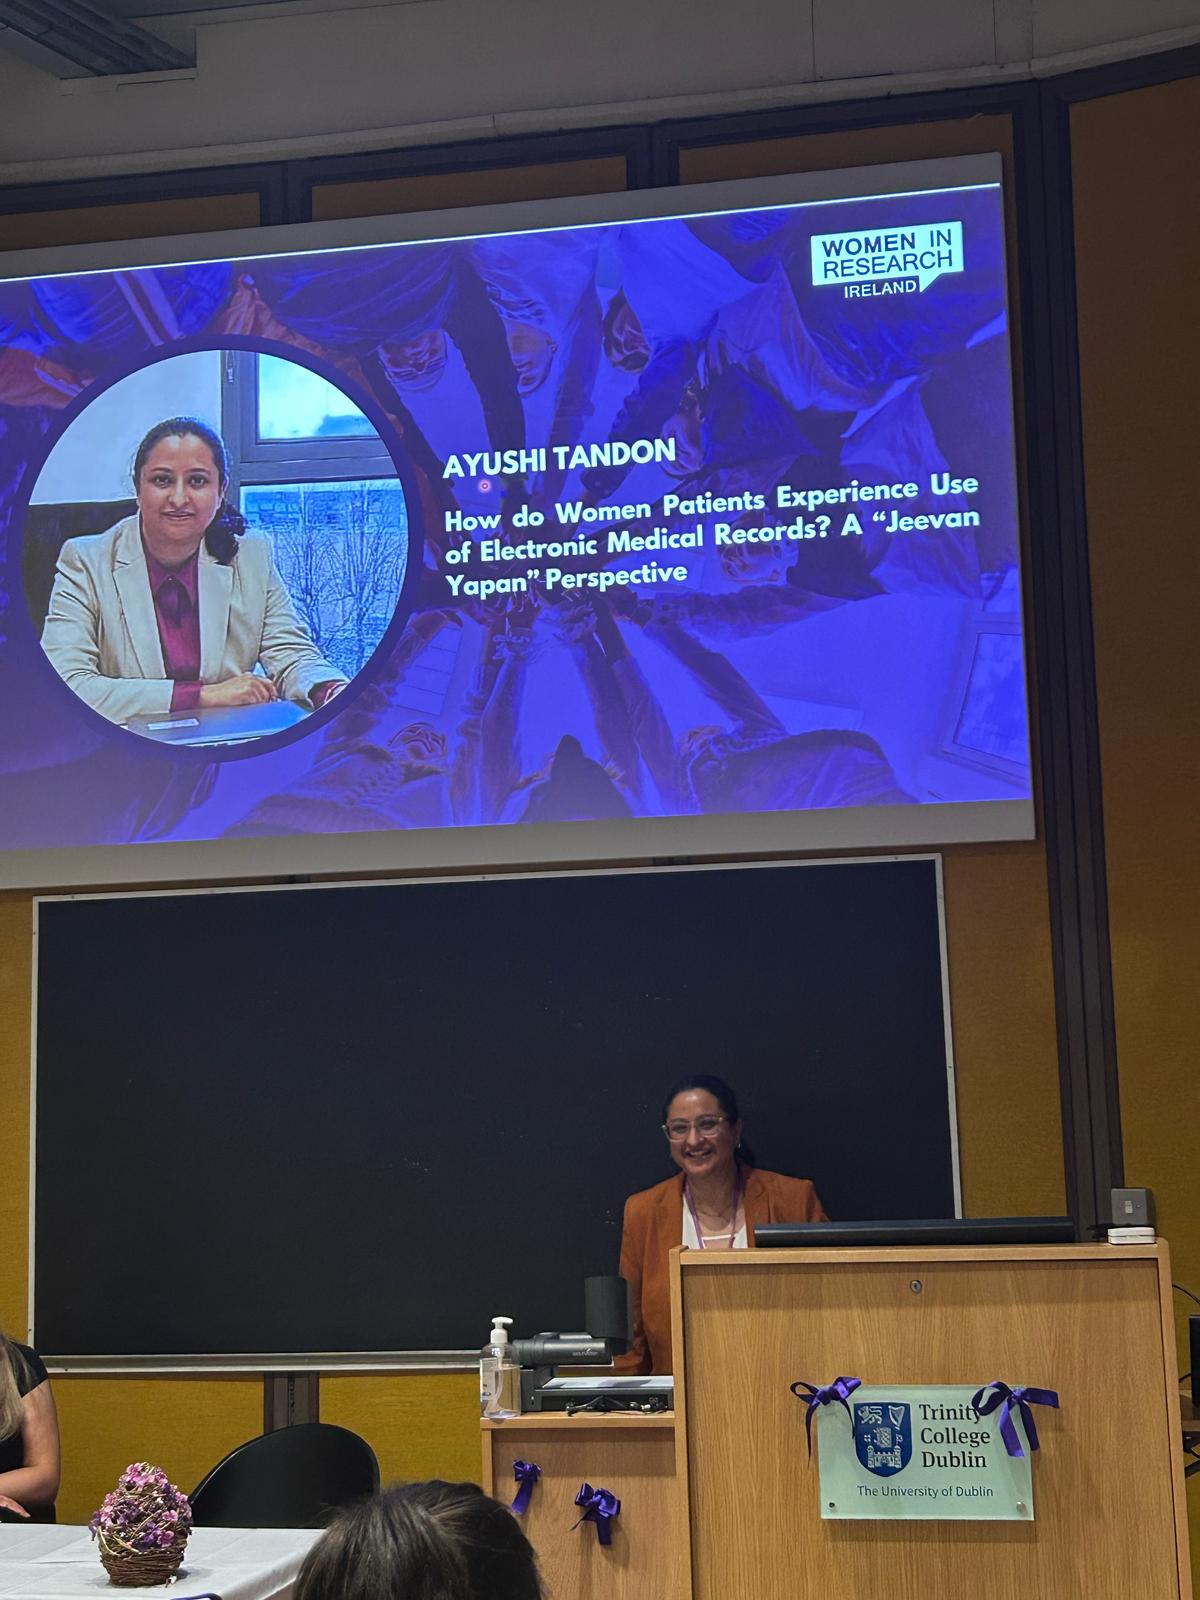 WOMEN IN
RESEARCH
IRELAND
AYUSHI TANDON
How do Women Patients Experience Use
of Electronic Medical Records? A “Jeevan
Yapan” Perspective
Trinity
College
Dublin
The University of Dublin